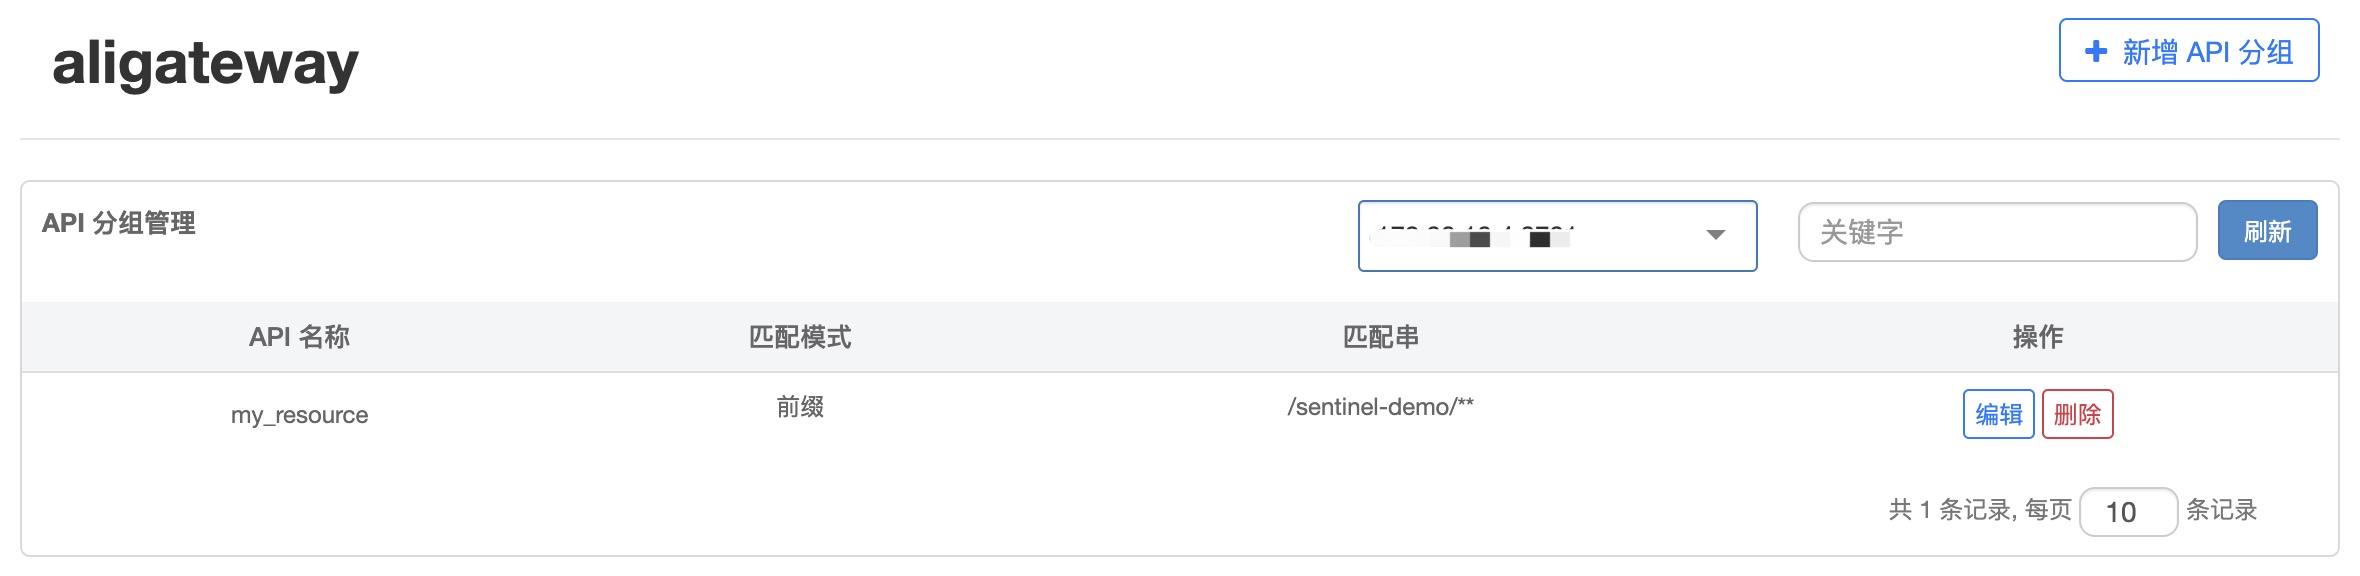 aligateway
新增 API 分组
API 分组管理
关键字
刷新
API 名称 匹配模式 匹配串 操作
my_resource 前缀 /sentinel-demo/** 编辑 删除
共 1 条记录, 每页 10 条记录